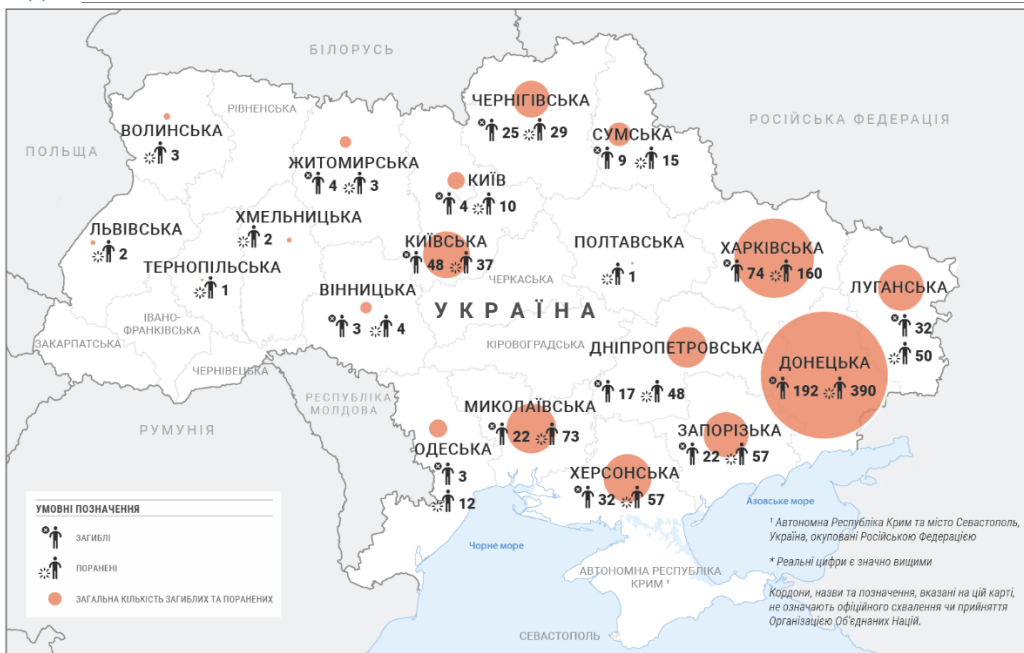 БІЛОРУСЬ
РОСІЙСЬКА ФЕДЕРАЦІЯ
ПОЛЬЩА
РІВНЕНСЬКА
ВОЛИНСЬКА
3
ЖИТОМИРСЬКА
4 3
ЧЕРНІГІВСЬКА
25 29
СУМСЬКА
9 15
КИЇВ
4 10
ЛЬВІВСЬКА
2
ХМЕЛЬНИЦЬКА
2
ТЕРНОПІЛЬСЬКА
1
КИЇВСЬКА
48 37
ПОЛТАВСЬКА
1
ХАРКІВСЬКА
74 160
ЛУГАНСЬКА
32
50
ЧЕРКАСЬКА
ВІННИЦЬКА
3 4
УКРАЇНА
ІВАНО-
ФРАНКІВСЬКА
ЗАКАРПАТСЬКА
ЧЕРНІВЕЦЬКА
КІРОВОГРАДСЬКА
ДНІПРОПЕТРОВСЬКА
17 48
ДОНЕЦЬКА
192 390
РЕСПУБЛІКА
МОЛДОВА
РУМУНІЯ
МИКОЛАЇВСЬКА
22 73
ОДЕСЬКА
3
12
ЗАПОРІЗЬКА
22 57
ХЕРСОНСЬКА
32 57
Азовське море
Чорне море
АВТОНОМНА РЕСПУБЛІКА
КРИМ ¹
СЕВАСТОПОЛЬ
УМОВНІ ПОЗНАЧЕННЯ
ЗАГИБЛІ
ПОРАНЕНІ
ЗАГАЛЬНА КІЛЬКІСТЬ ЗАГИБЛИХ ТА ПОРАНЕНИХ
¹ Автономна Республіка Крим та місто Севастополь,
Україна, окуповані Російською Федерацією
* Реальні цифри є значно вищими
Кордони, назви та позначення, вказані на цій карті,
не означають офіційного схвалення чи прийняття
Організацією Об'єднаних Націй.